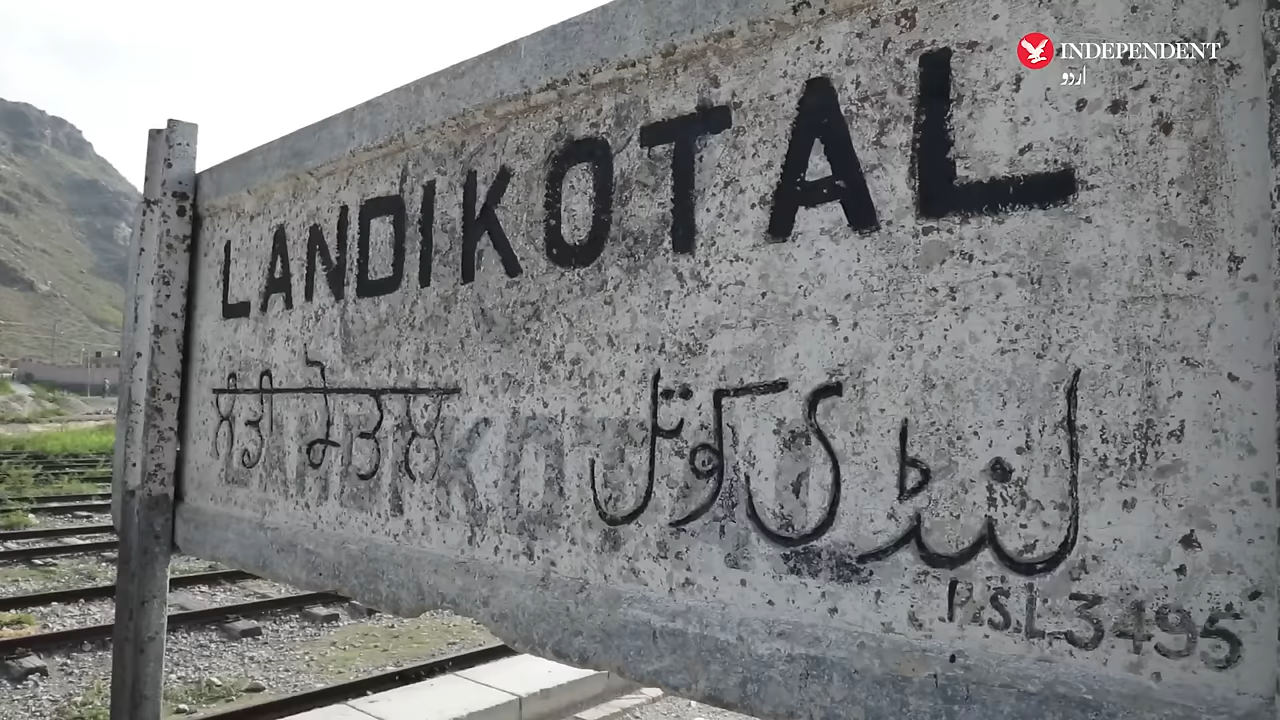 INDEPENDENT
اردو
LANDIKOTAL
لنڈی کوتل
R.S.L 3495'